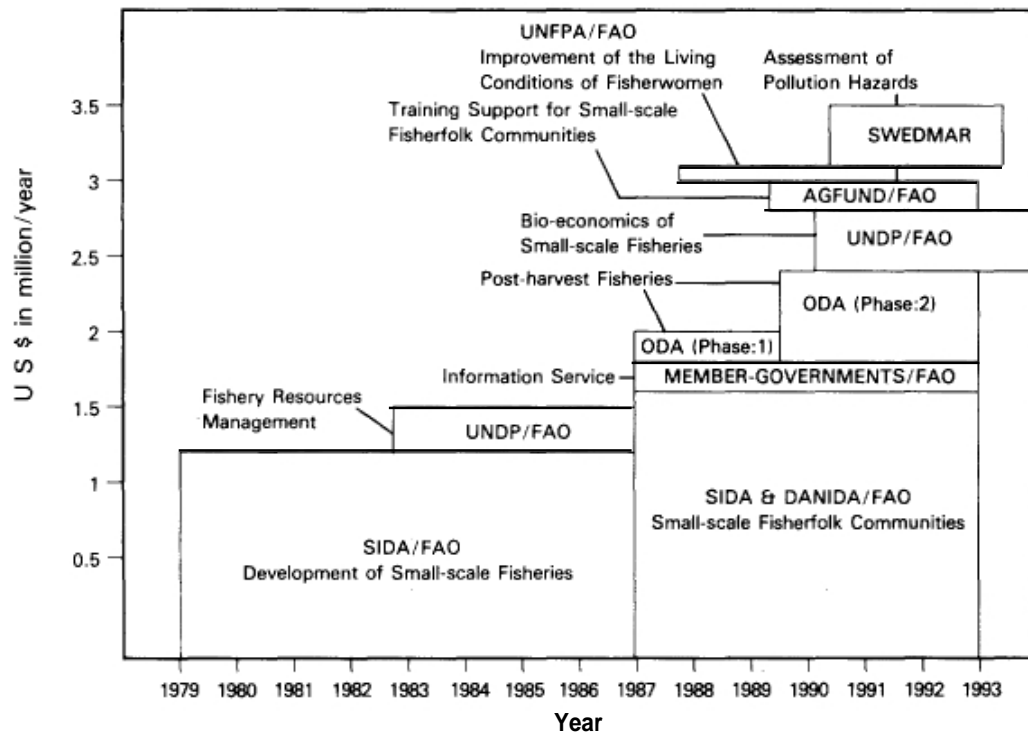 UNFPA/FAO
Improvement of the Living
Conditions of Fisherwomen
Assessment of
Pollution Hazards
Training Support for Small-scale
Fisherfolk Communities
SWEDMAR
AGFUND/FAO
Bio-economics of
Small-scale Fisheries
UNDP/FAO
Post-harvest Fisheries
ODA (Phase:2)
ODA (Phase:1)
Information Service
MEMBER-GOVERNMENTS/FAO
Fishery Resources
Management
UNDP/FAO
SIDA & DANIDA/FAO
Small-scale Fisherfolk Communities
SIDA/FAO
Development of Small-scale Fisheries
U S $ in million/year
3.5
3
2.5
2
1.5
1
0.5
1979 1980 1981 1982 1983 1984 1985 1986 1987 1988 1989 1990 1991 1992 1993
Year